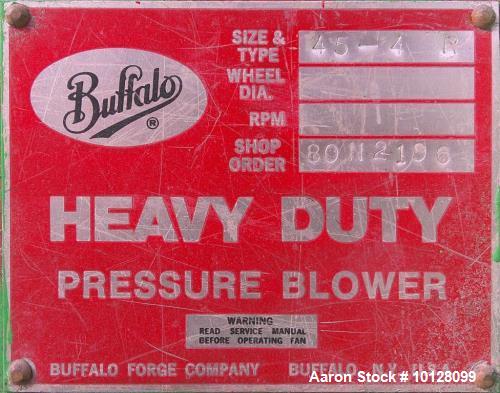 Buffalo ®
SIZE & TYPE 45-4 R
WHEEL DIA.
RPM
SHOP ORDER 80N2196
HEAVY DUTY
PRESSURE BLOWER
WARNING
READ SERVICE MANUAL
BEFORE OPERATING FAN
BUFFALO FORGE COMPANY BUFFALO, N.Y.
Aaron Stock # 10128099